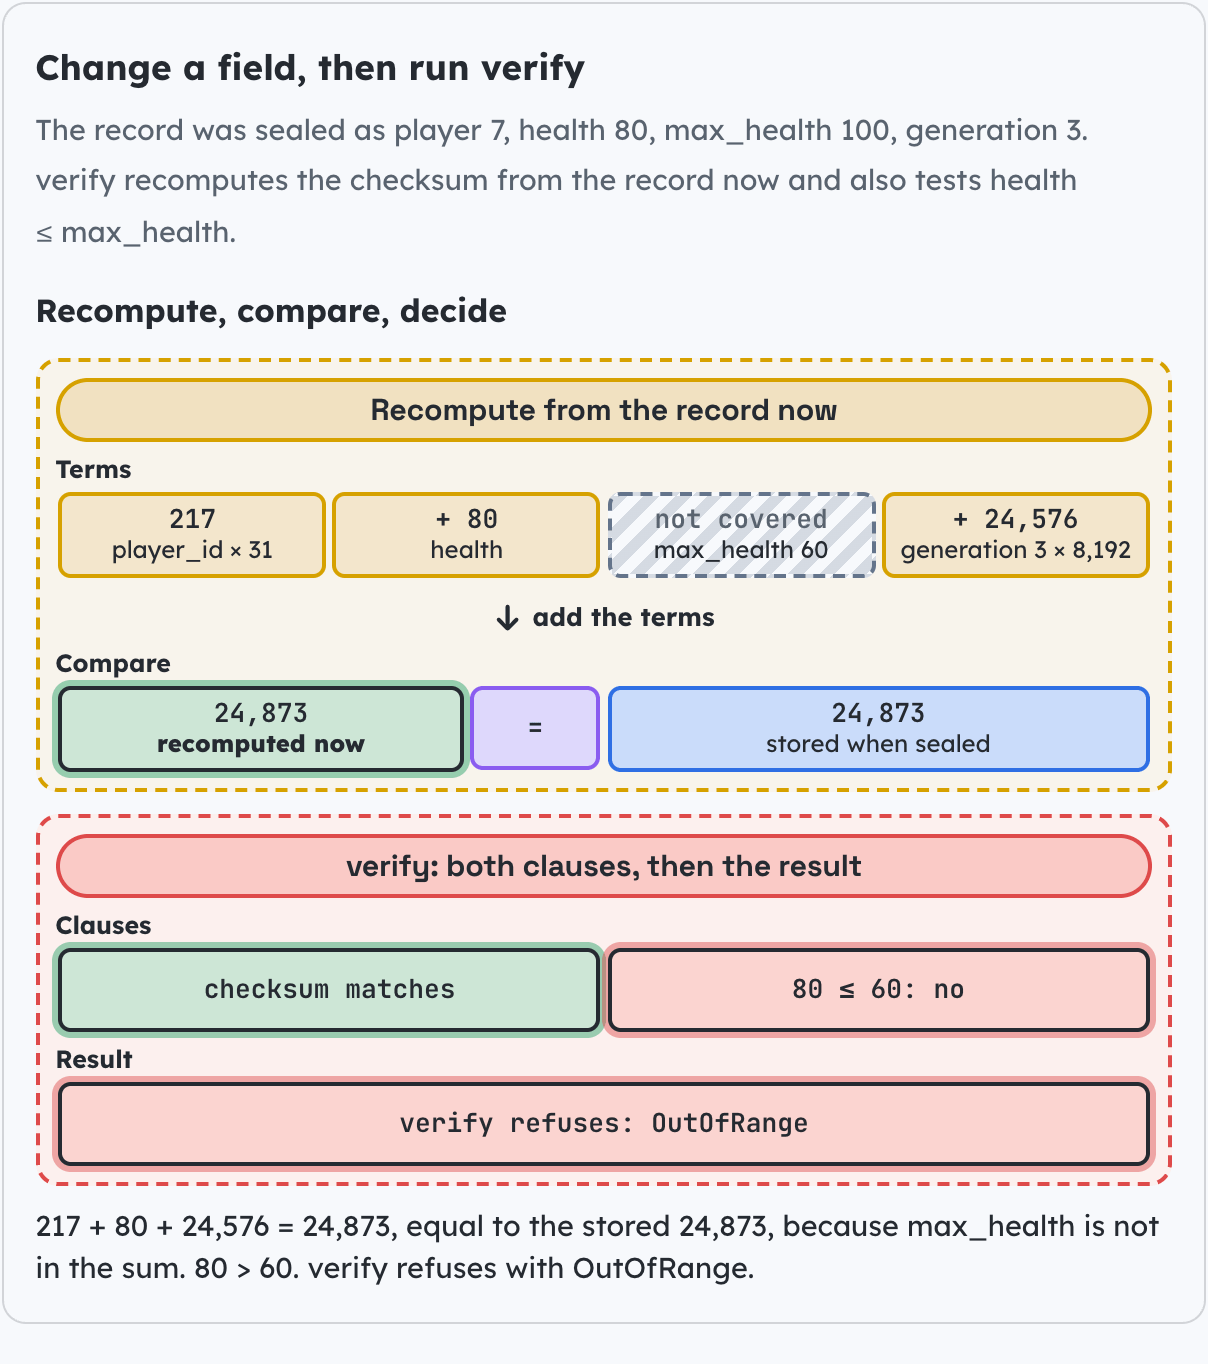 Change a field, then run verify
The record was sealed as player 7, health 80, max_health 100, generation 3.
verify recomputes the checksum from the record now and also tests health
≤ max_health.
Recompute, compare, decide
Recompute from the record now
Terms
217
player_id × 31
+ 80
health
not covered
max_health 60
+ 24,576
generation 3 × 8,192
↓ add the terms
Compare
24,873
recomputed now
=
24,873
stored when sealed
verify: both clauses, then the result
Clauses
checksum matches
80 ≤ 60: no
Result
verify refuses: OutOfRange
217 + 80 + 24,576 = 24,873, equal to the stored 24,873, because max_health is not
in the sum. 80 > 60. verify refuses with OutOfRange.